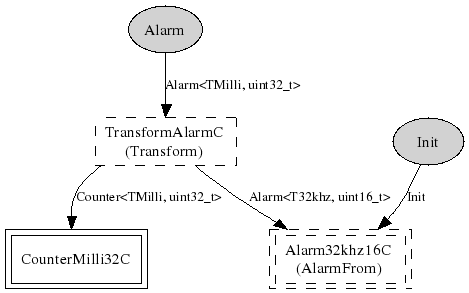 Alarm
Alarm<TMilli, uint32_t>
TransformAlarmC
(Transform)
Init
Counter<TMilli, uint32_t>
Alarm<T32khz, uint16_t>
Init
CounterMilli32C
Alarm32khz16C
(AlarmFrom)